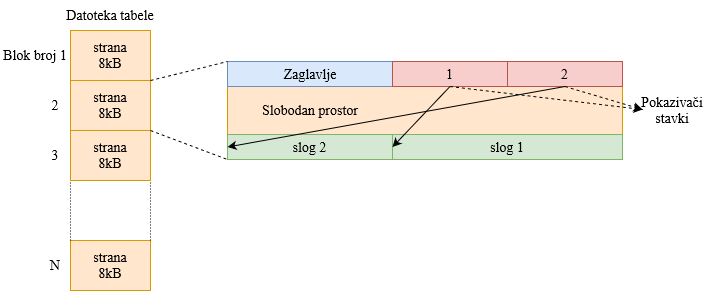 Datoteka tabele
Blok broj 1
strana
8kB
2
strana
8kB
3
strana
8kB
N
strana
8kB
Zaglavlje
1
2
Slobodan prostor
slog 2
slog 1
Pokazivači
stavki